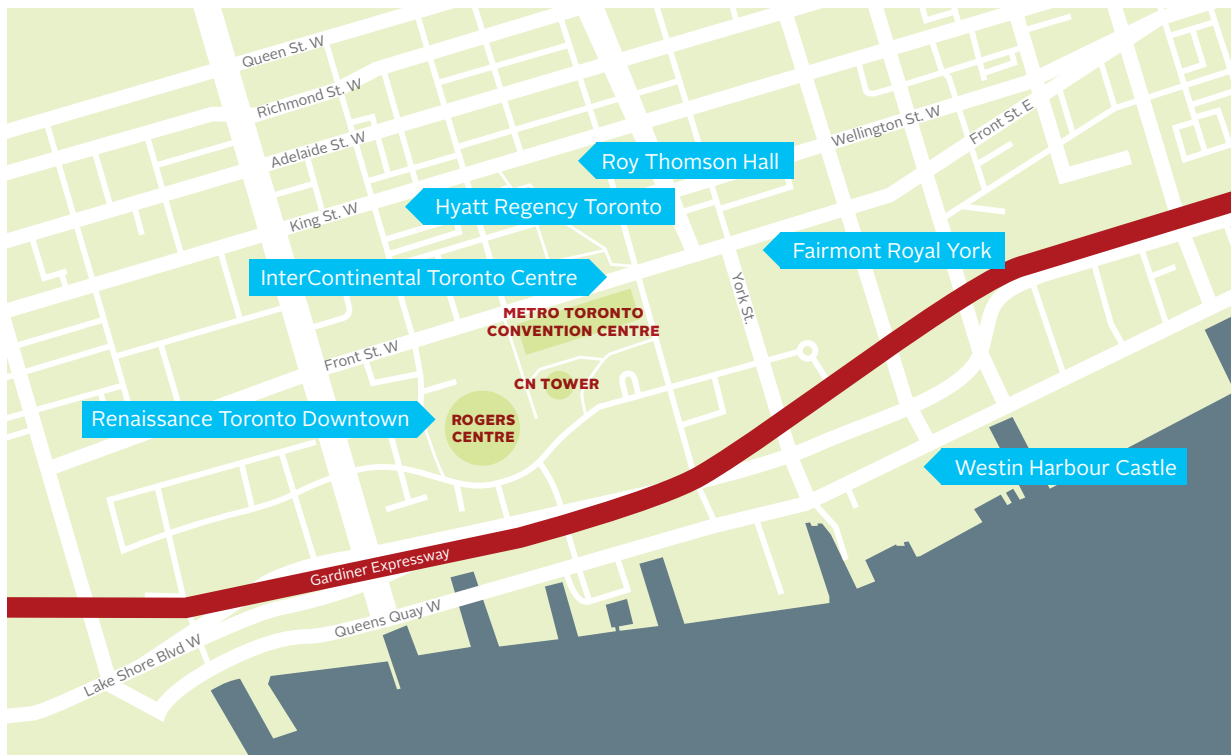 Queen St. W
Richmond St. W
Adelaide St. W
Wellington St. W
Front St. E
Roy Thomson Hall
King St. W
Hyatt Regency Toronto
Fairmont Royal York
InterContinental Toronto Centre
York St.
METRO TORONTO
CONVENTION CENTRE
Front St. W
CN TOWER
Renaissance Toronto Downtown
ROGERS
CENTRE
Westin Harbour Castle
Gardiner Expressway
Queens Quay W
Lake Shore Blvd W